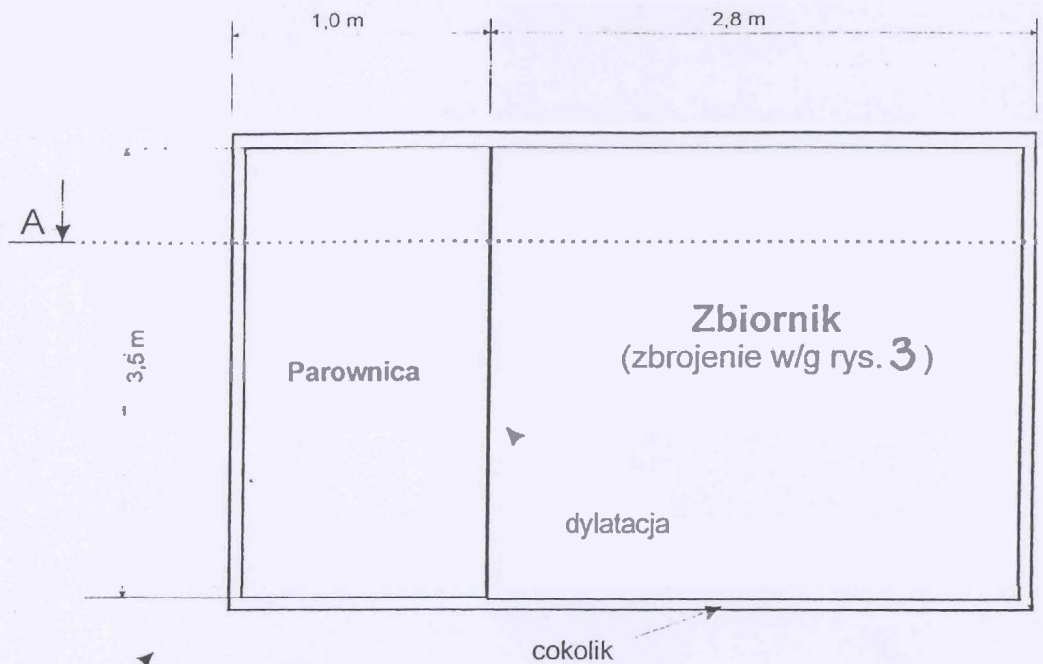 1,0 m
2,8 m
A
3,5 m
Zbiornik
(zbrojenie w/g rys. 3)
Parownica
dylatacja
cokolik